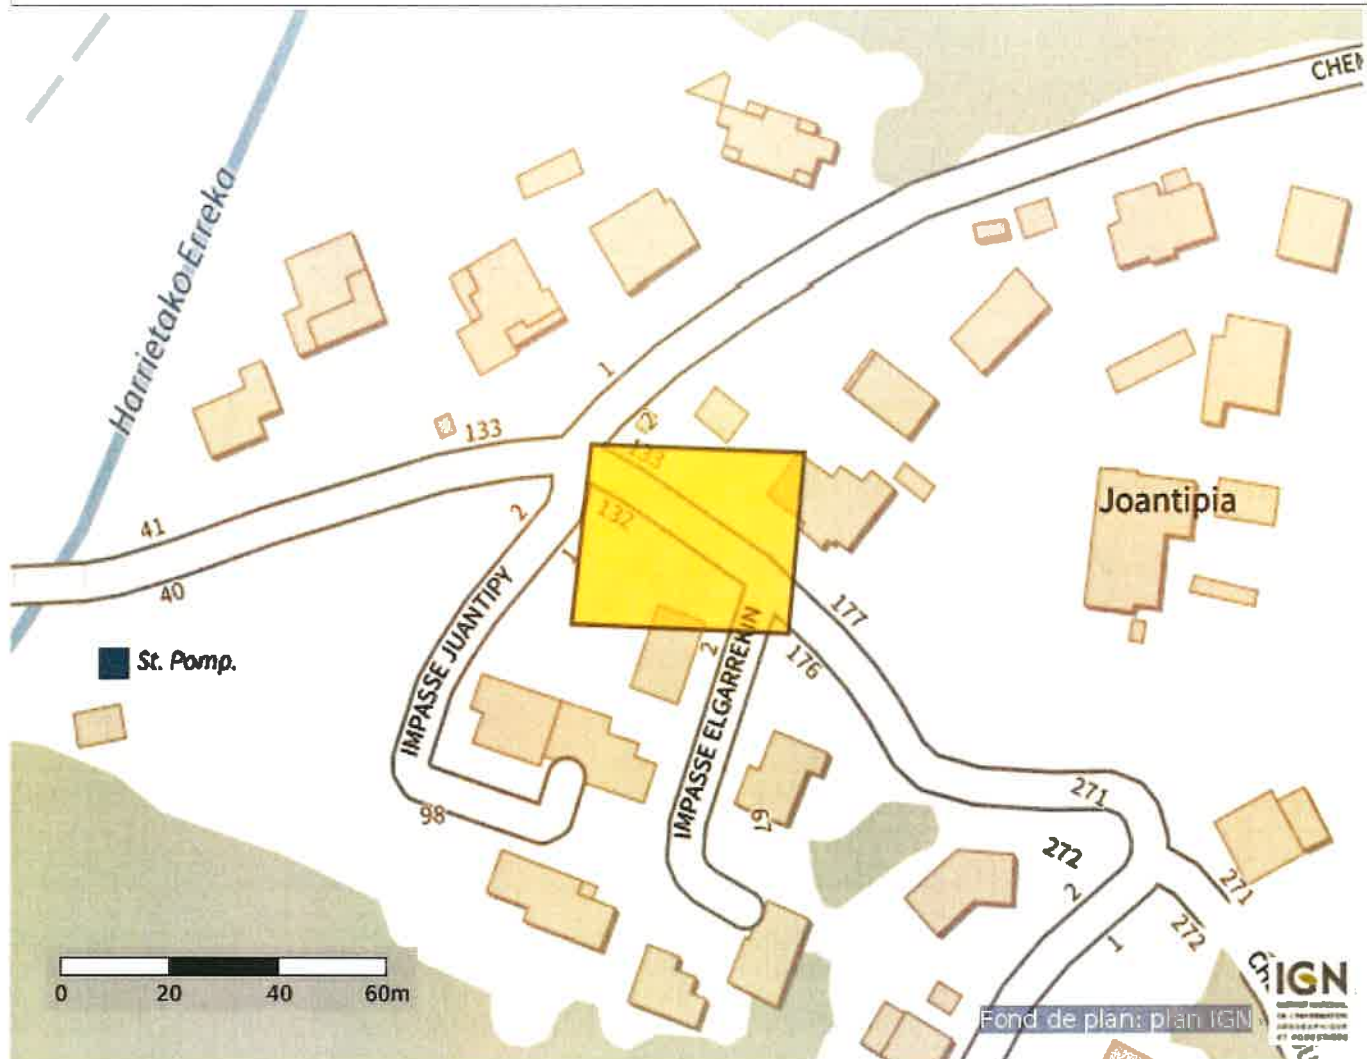 CHEM
Harrietako Erreka
1
2
133
133
132
41
40
2
1
Joantipia
St. Pomp.
IMPASSE JUANTIPY
IMPASSE ELGARREKIN
2
177
176
98
67
271
272
2
1
271
272
0 20 40 60m
Fond de plan: plan IGN
IGN